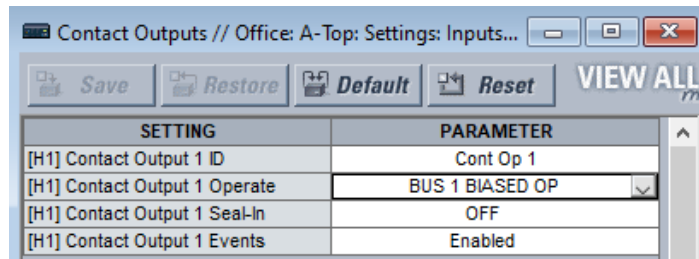 Contact Outputs // Office: A-Top: Settings: Inputs...
Save Restore Default Reset VIEW ALL
SETTING PARAMETER
[H1] Contact Output 1 ID Cont Op 1
[H1] Contact Output 1 Operate BUS 1 BIASED OP
[H1] Contact Output 1 Seal-In OFF
[H1] Contact Output 1 Events Enabled